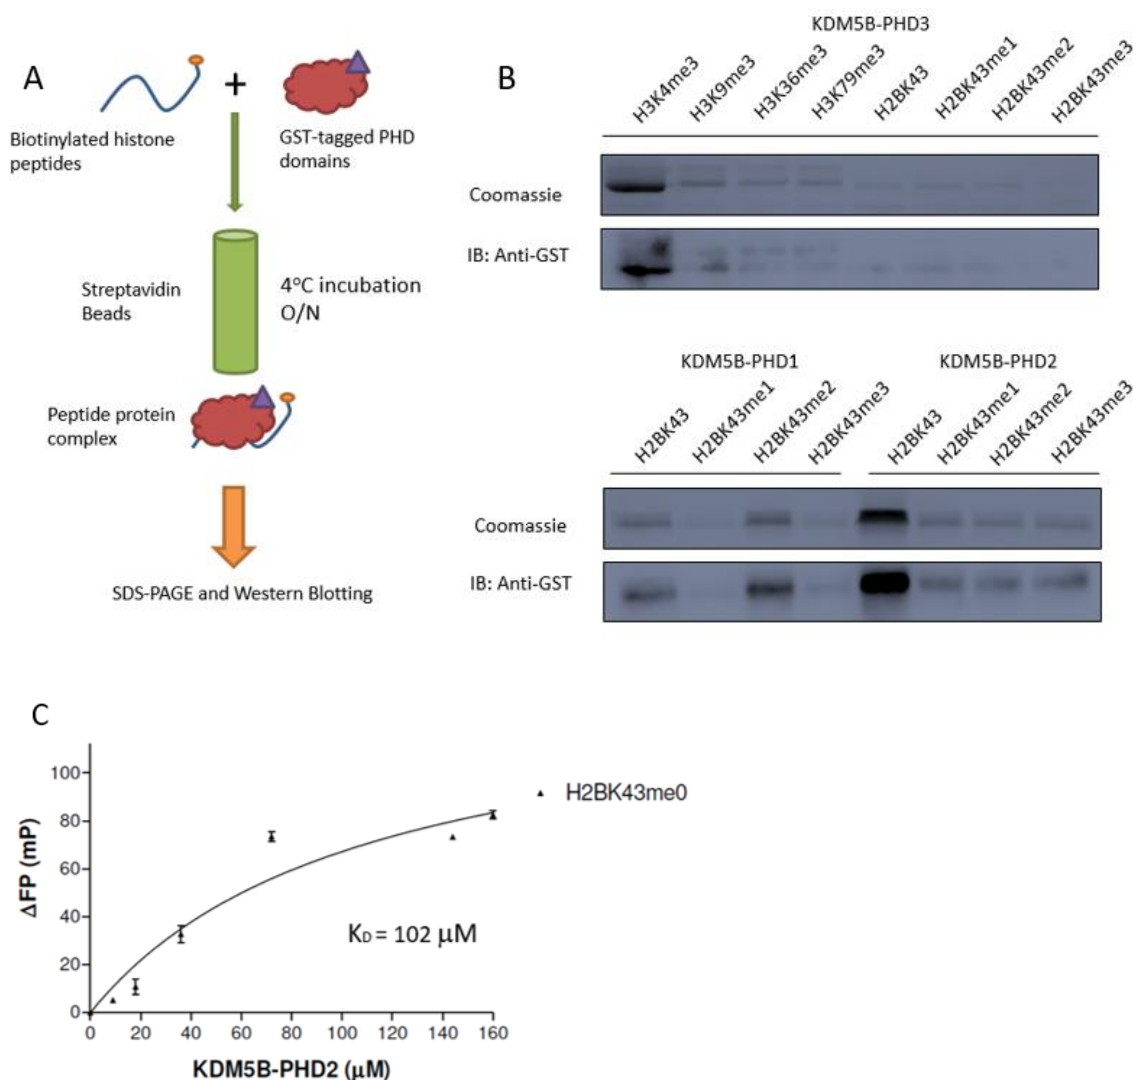 A
+
Biotinylated histone
peptides
GST-tagged PHD
domains
Streptavidin
Beads
4°C incubation
O/N
Peptide protein
complex
SDS-PAGE and Western Blotting
B
KDM5B-PHD3
H3K4me3
H3K9me3
H3K36me3
H3K79me3
H2BK43
H2BK43me1
H2BK43me2
H2BK43me3
Coomassie
IB: Anti-GST
KDM5B-PHD1
KDM5B-PHD2
H2BK43
H2BK43me1
H2BK43me2
H2BK43me3
H2BK43
H2BK43me1
H2BK43me2
H2BK43me3
Coomassie
IB: Anti-GST
C
ΔFP (mP)
100
80
60
40
20
0
0 20 40 60 80 100 120 140 160
KDM5B-PHD2 (μM)
H2BK43me0
KD = 102 μM